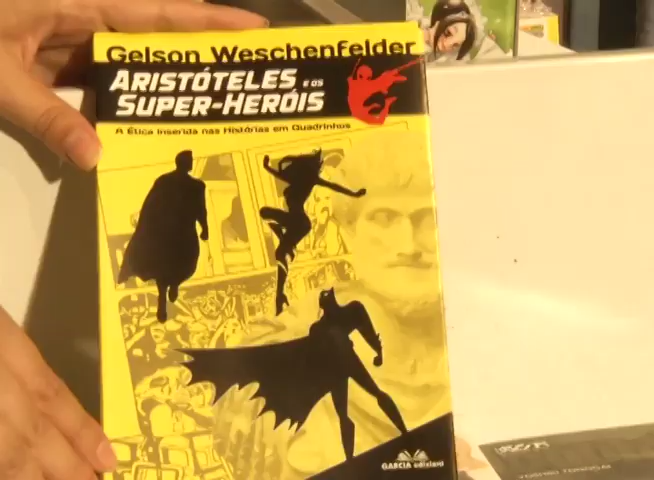 Gelson Weschenfelder
ARISTÓTELES E OS
SUPER-HERÓIS
A Ética inserida nas Histórias em Quadrinhos
GARCIA edizioni